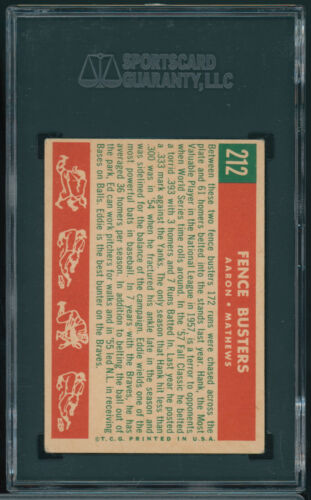 SPORTSCARD
GUARANTY, LLC
212
FENCE BUSTERS
AARON • MATHEWS
Between these two fence busters 172 runs were chased across the
plate and 61 homers belted into the stands last year. Hank, the Most
Valuable Player in the National League in 1957 is a terror to opponents
when World Series time rolls around. In the '57 Fall Classic he belted
a torrid .393 with 3 homers and 7 Runs Batted In. Last year he posted
a .333 mark against the Yanks. The only season that Hank hit less than
.300 was in '54 when he fractured his ankle late in the season and
was sidelined for the balance of the campaign. Eddie wields one of the
most powerful bats in baseball. In 7 years with the Braves, he has
averaged 36 homers per season. In addition to belting the ball out of
the park, Ed can work pitchers for walks and in '55 led N.L. in receiving
Bases on Balls. Eddie is the best bunter on the Braves.
© T. C. G. PRINTED IN U.S.A.